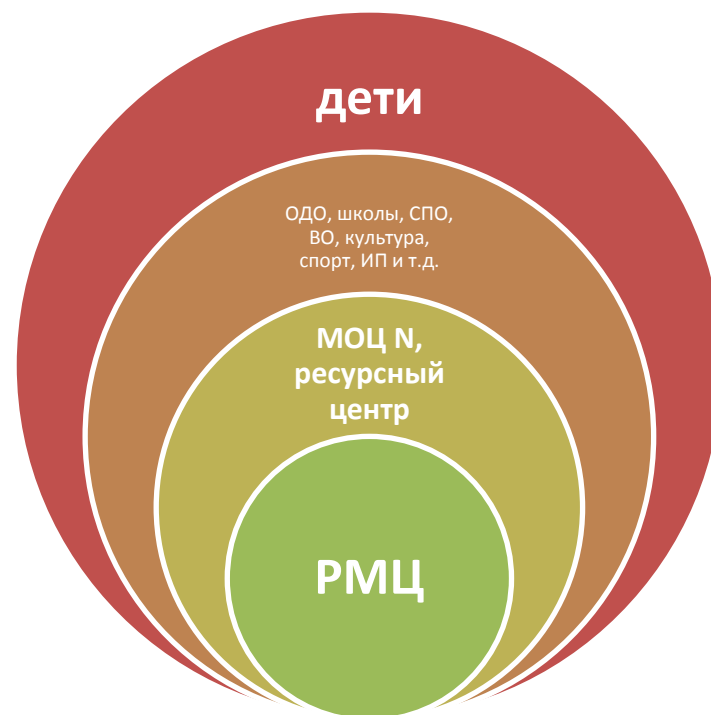 дети
ОДО, школы, СПО,
ВО, культура,
спорт, ИП и т.д.
МОЦ N,
ресурсный
центр
РМЦ